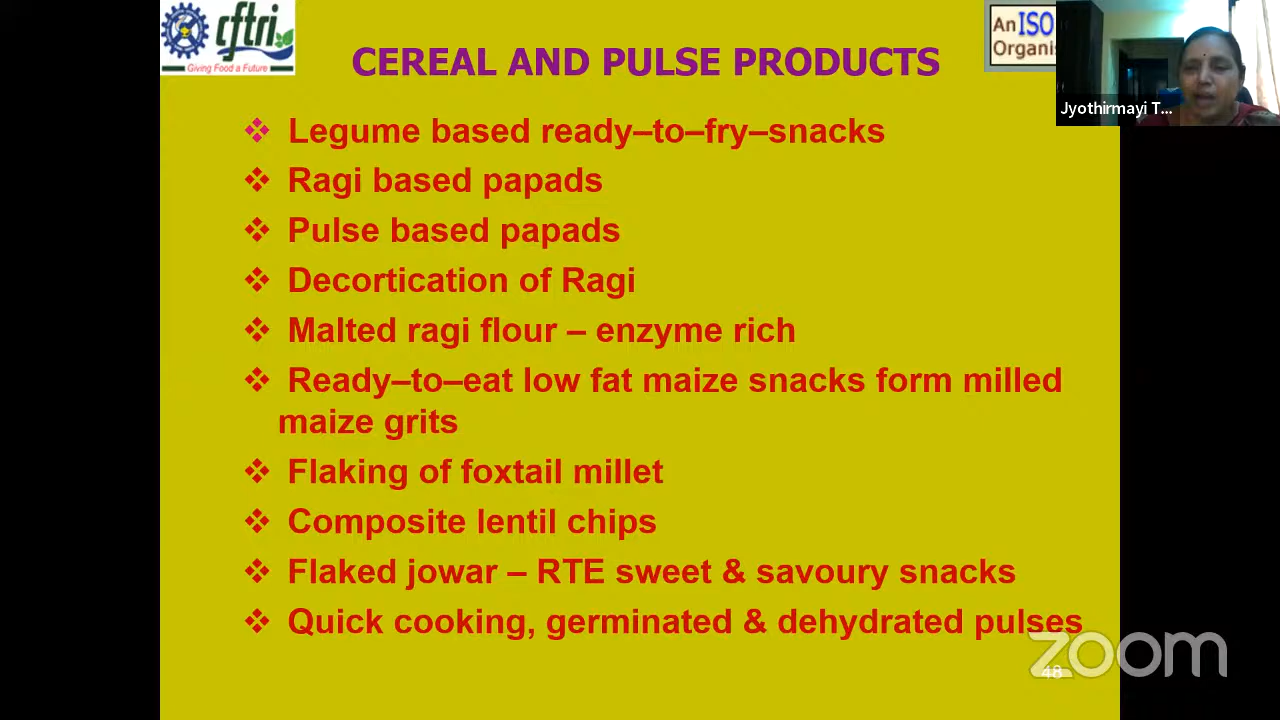 cftri
Giving Food a Future
CEREAL AND PULSE PRODUCTS
An ISO
Organis
Jyothirmayi T...
❖ Legume based ready–to–fry–snacks
❖ Ragi based papads
❖ Pulse based papads
❖ Decortication of Ragi
❖ Malted ragi flour – enzyme rich
❖ Ready–to–eat low fat maize snacks form milled
maize grits
❖ Flaking of foxtail millet
❖ Composite lentil chips
❖ Flaked jowar – RTE sweet & savoury snacks
❖ Quick cooking, germinated & dehydrated pulses
zoom
48